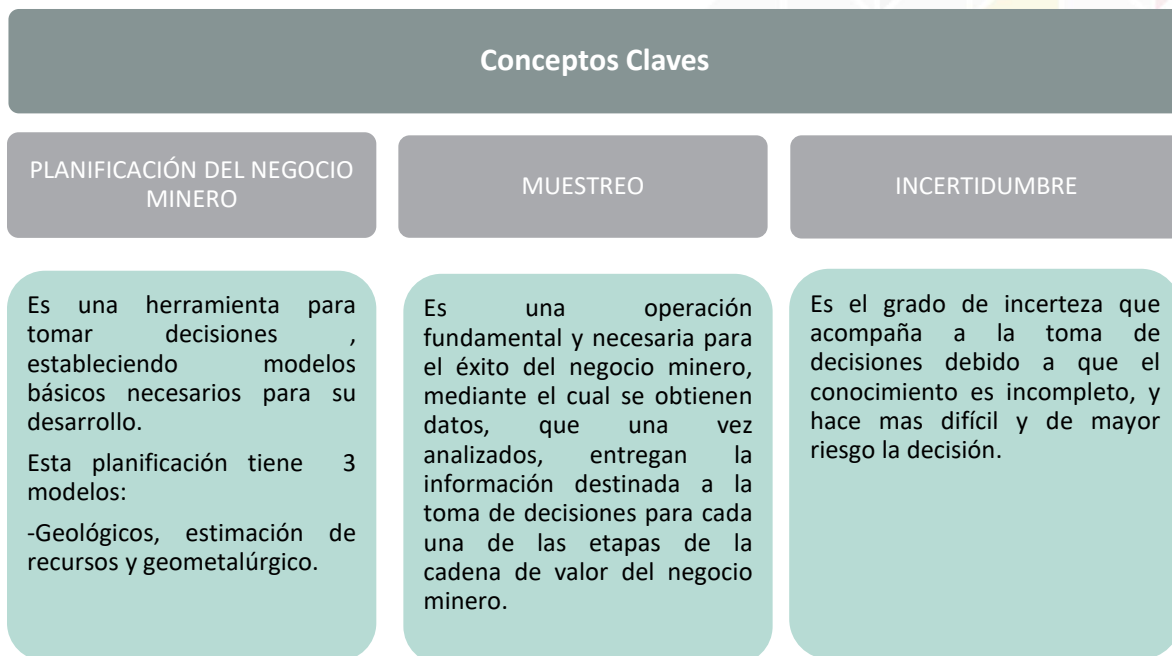 Conceptos Claves
PLANIFICACIÓN DEL NEGOCIO
MINERO
Es una herramienta para
tomar decisiones ,
estableciendo modelos
básicos necesarios para su
desarrollo.
Esta planificación tiene 3
modelos:
-Geológicos, estimación de
recursos y geometalúrgico.
MUESTREO
Es una operación
fundamental y necesaria para
el éxito del negocio minero,
mediante el cual se obtienen
datos, que una vez
analizados, entregan la
información destinada a la
toma de decisiones para cada
una de las etapas de la
cadena de valor del negocio
minero.
INCERTIDUMBRE
Es el grado de incerteza que
acompaña a la toma de
decisiones debido a que el
conocimiento es incompleto, y
hace mas difícil y de mayor
riesgo la decisión.